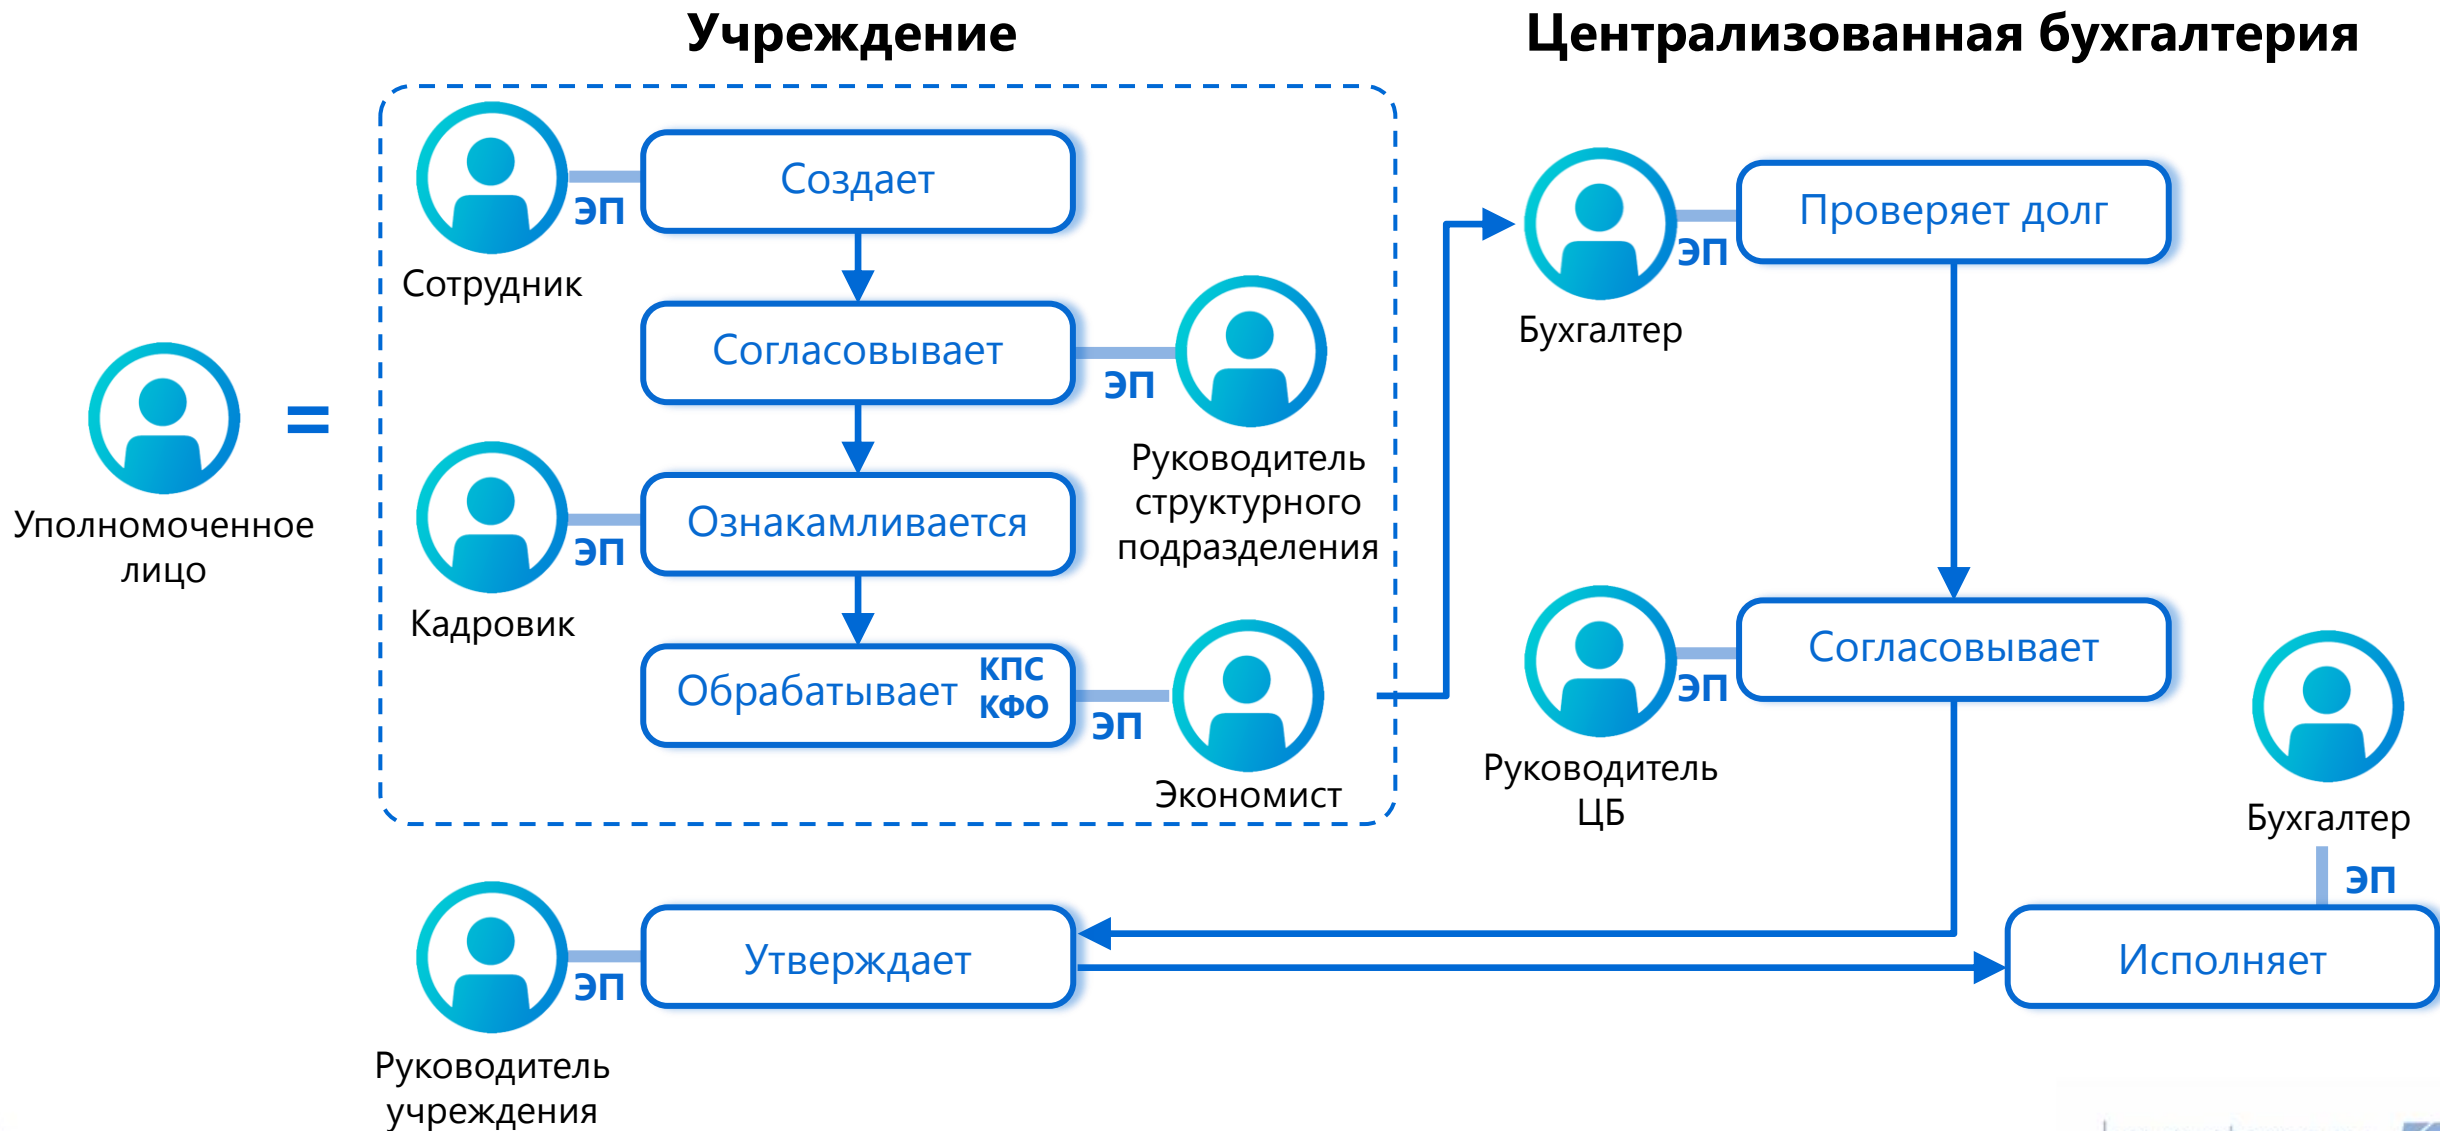 Учреждение
Централизованная бухгалтерия
Создает
ЭП
Сотрудник
Согласовывает
ЭП
Руководитель
структурного
подразделения
Уполномоченное
лицо
=
Ознакамливается
ЭП
Кадровик
Обрабатывает
КПС
КФО
ЭП
Экономист
Проверяет долг
ЭП
Бухгалтер
Согласовывает
ЭП
Руководитель
ЦБ
Утверждает
ЭП
Руководитель
учреждения
Бухгалтер
ЭП
Исполняет